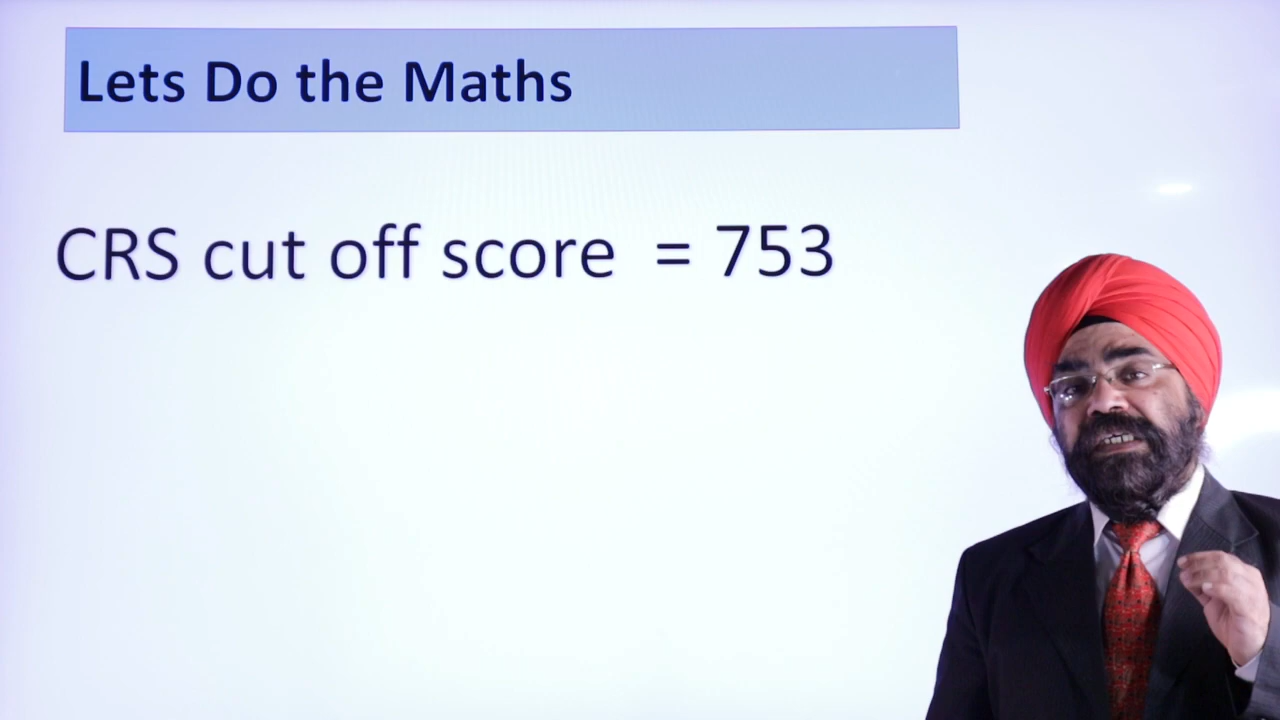 Lets Do the Maths
CRS cut off score = 753